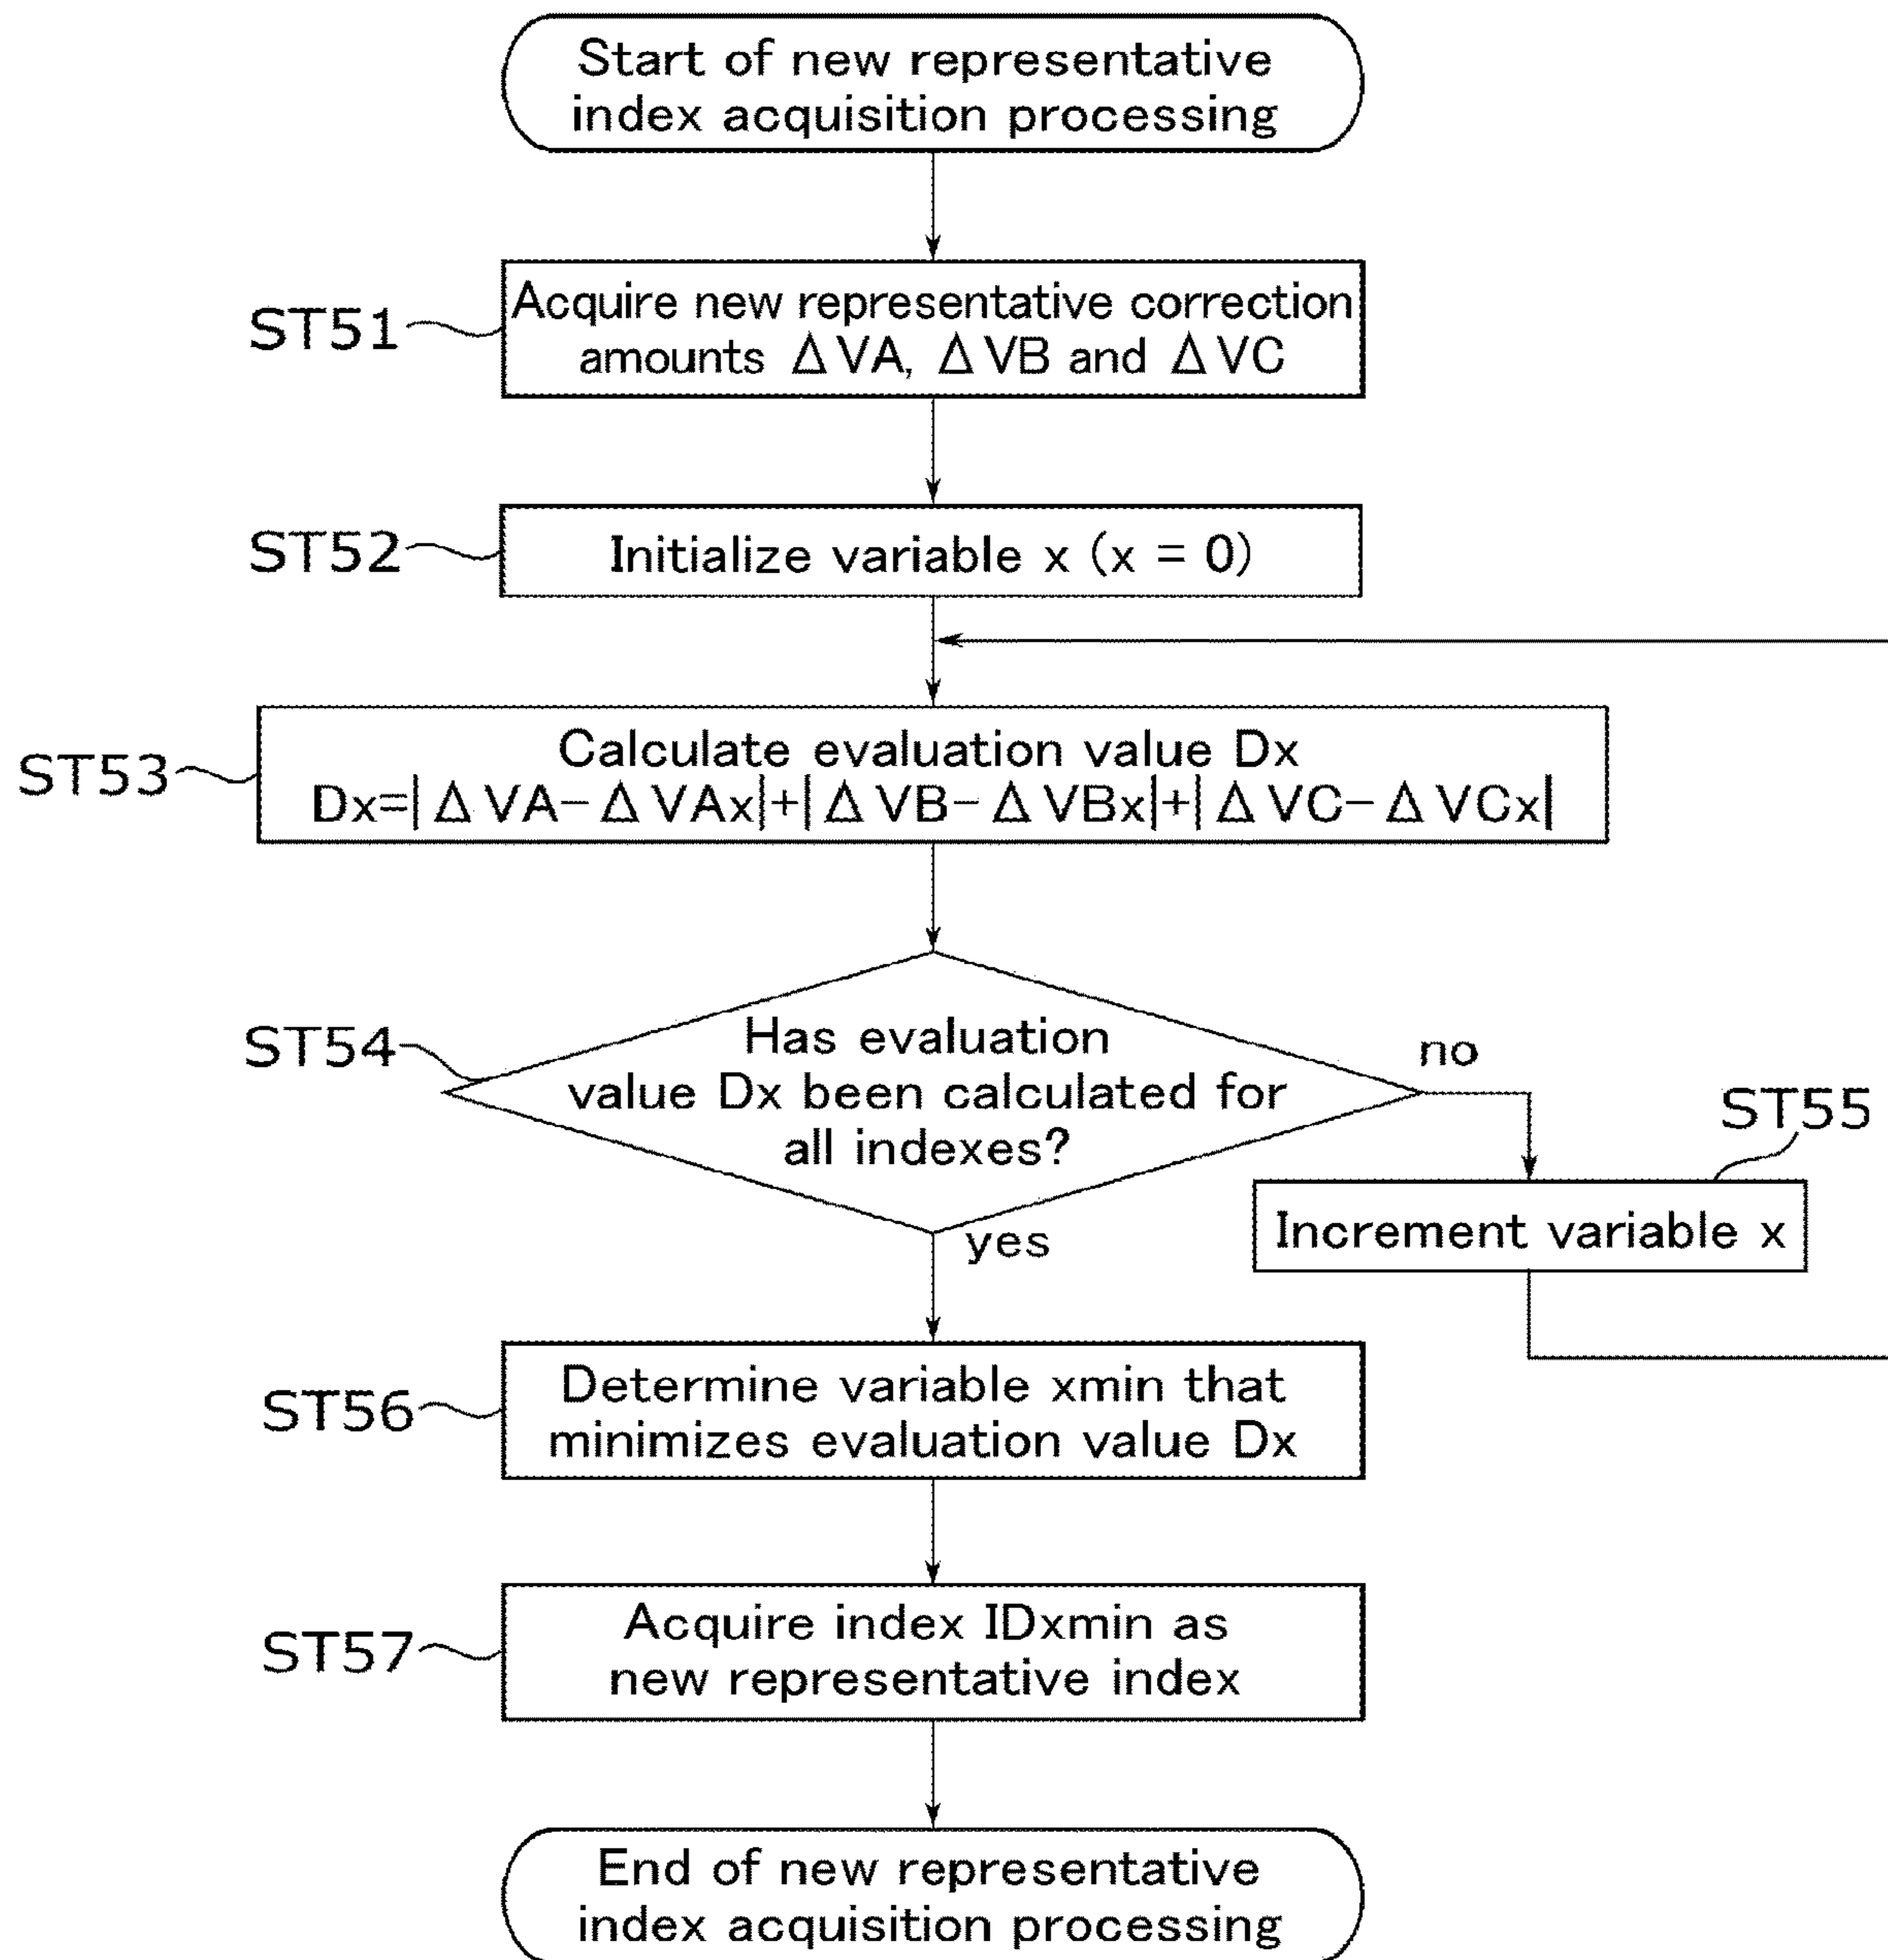 Start of new representative
index acquisition processing
ST51
Acquire new representative correction
amounts ΔVA, ΔVB and ΔVC
ST52
Initialize variable x (x = 0)
ST53
Calculate evaluation value Dx
Dx=|ΔVA-ΔVAx|+|ΔVB-ΔVBx|+|ΔVC-ΔVCx|
ST54
Has evaluation
value Dx been calculated for
all indexes?
no
ST55
Increment variable x
yes
ST56
Determine variable xmin that
minimizes evaluation value Dx
ST57
Acquire index IDxmin as
new representative index
End of new representative
index acquisition processing